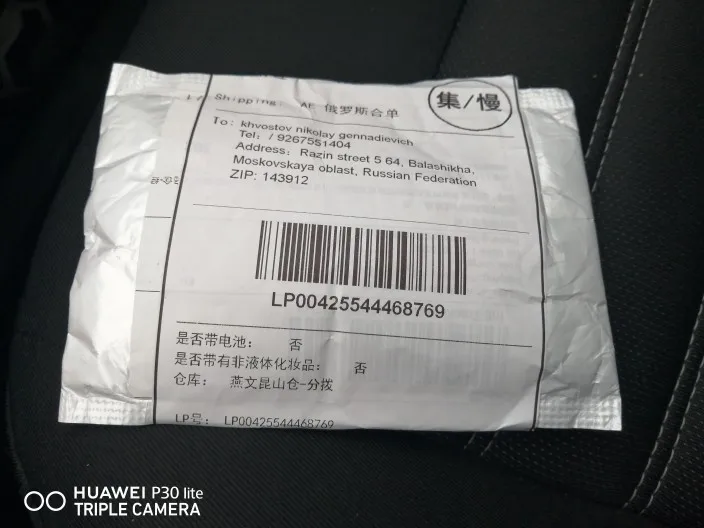 Shipping: AF 俄罗斯合单
集/慢
To: khvostov nikolay gennadievich
Tel: / 9267551404
Address: Razin street 5 64, Balashikha,
Moskovskaya oblast, Russian Federation
ZIP: 143912
LP00425544468769
是否带电池: 否
是否带有非液体化妆品: 否
仓库: 燕文昆山仓-分拨
LP号: LP00425544468769
HUAWEI P30 lite
TRIPLE CAMERA